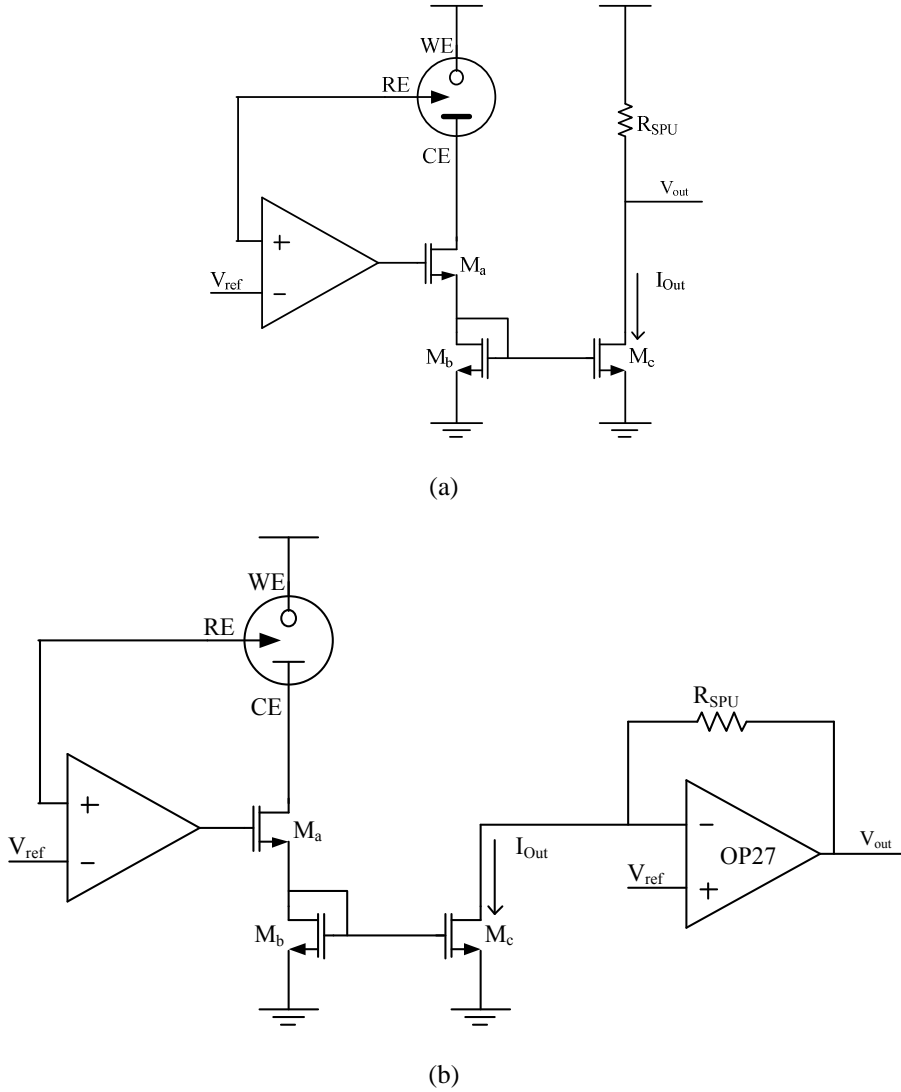 WE
RE
CE
R_SPU
V_out
+
V_ref
−
M_a
I_Out
M_b
M_c
(a)
WE
RE
CE
R_SPU
+
V_ref
−
M_a
I_Out
−
OP27
V_out
V_ref
+
M_b
M_c
(b)